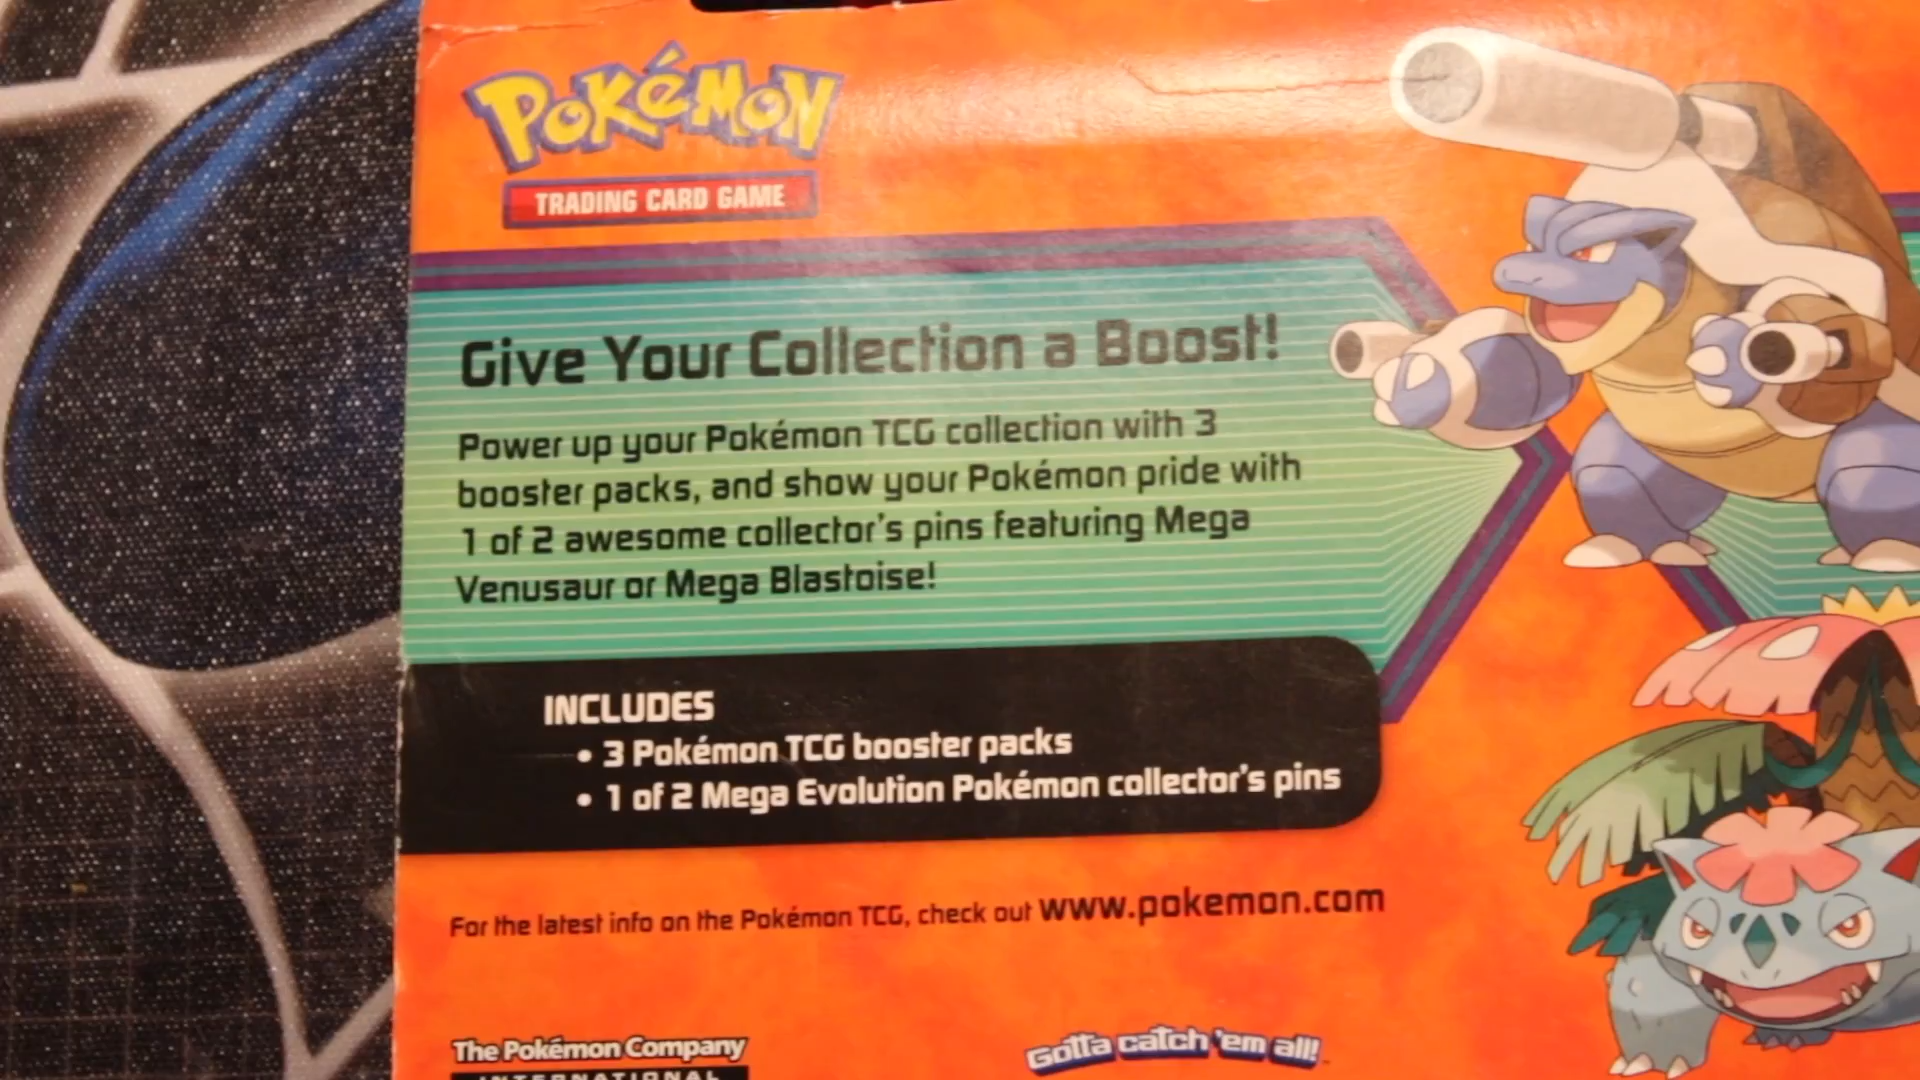 Pokémon
TRADING CARD GAME
Give Your Collection a Boost!
Power up your Pokémon TCG collection with 3
booster packs, and show your Pokémon pride with
1 of 2 awesome collector's pins featuring Mega
Venusaur or Mega Blastoise!
INCLUDES
• 3 Pokémon TCG booster packs
• 1 of 2 Mega Evolution Pokémon collector's pins
For the latest info on the Pokémon TCG, check out www.pokemon.com
The Pokémon Company
INTERNATIONAL
Gotta catch 'em all!